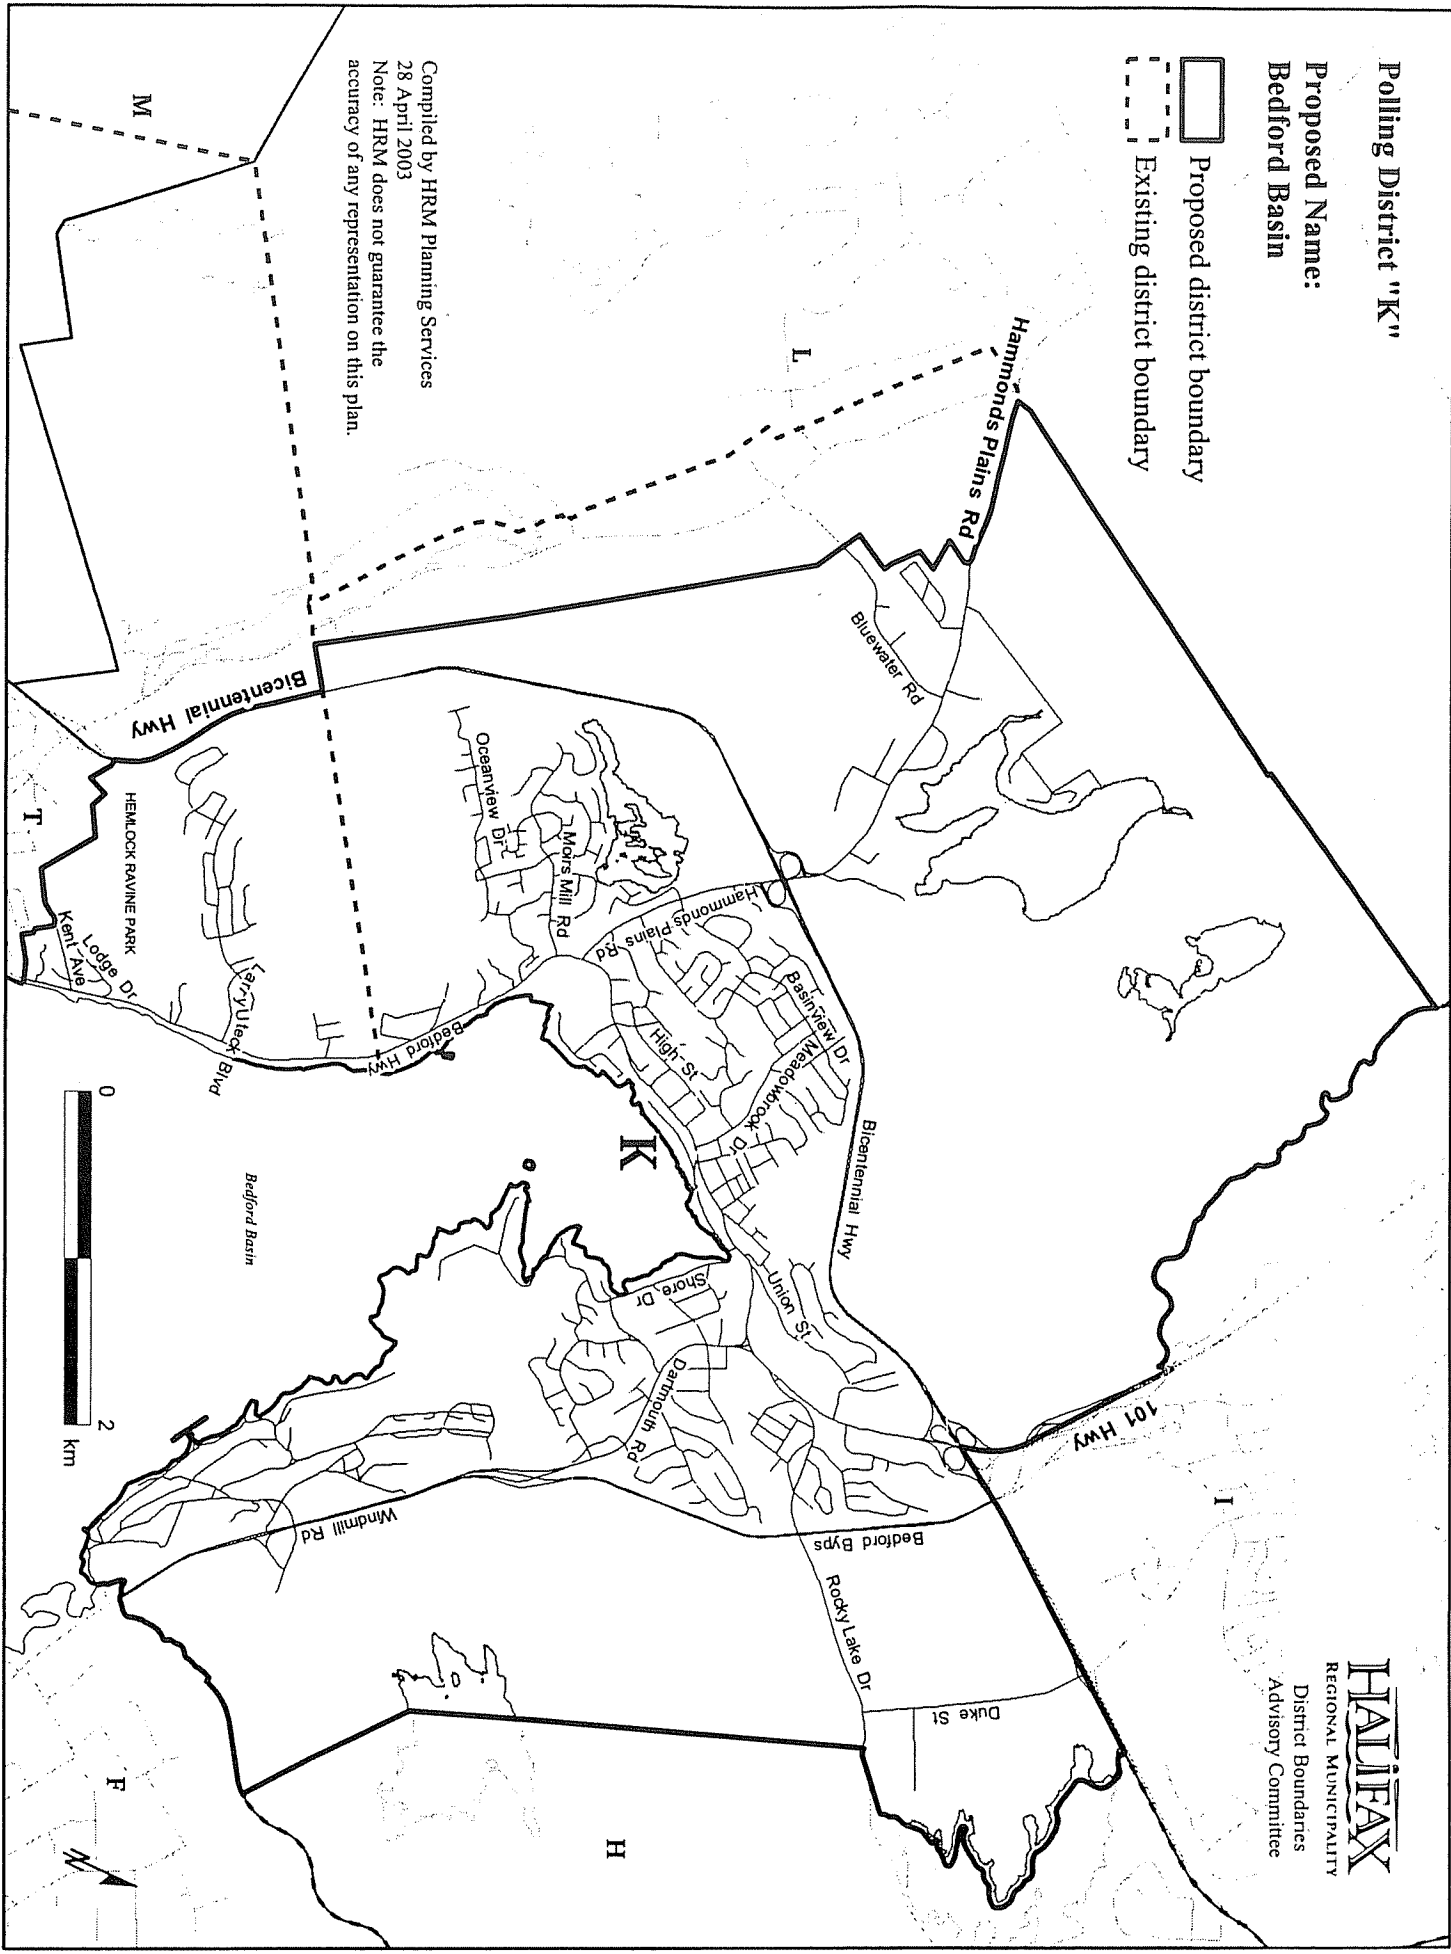 Polling District "K"
Proposed Name:
Bedford Basin
Proposed district boundary
Existing district boundary
HALIFAX
REGIONAL MUNICIPALITY
District Boundaries
Advisory Committee
Hammonds Plains Rd
L
Bluewater Rd
101 Hwy
I
Bicentennial Hwy
Basinview Dr
Meadowbrook Dr
Hammonds Plains Rd
High St
Union St
Bedford Byps
Rocky Lake Dr
Duke St
Shore Dr
Dartmouth Rd
K
H
Moirs Mill Rd
Oceanview Dr
Bedford Hwy
Windmill Rd
Compiled by HRM Planning Services
28 April 2003
Note: HRM does not guarantee the
accuracy of any representation on this plan.
M
Bicentennial Hwy
Larry Uteck Blvd
Bedford Basin
HEMLOCK RAVINE PARK
Lodge Dr
Kent Ave
T
F
0
2
km
N